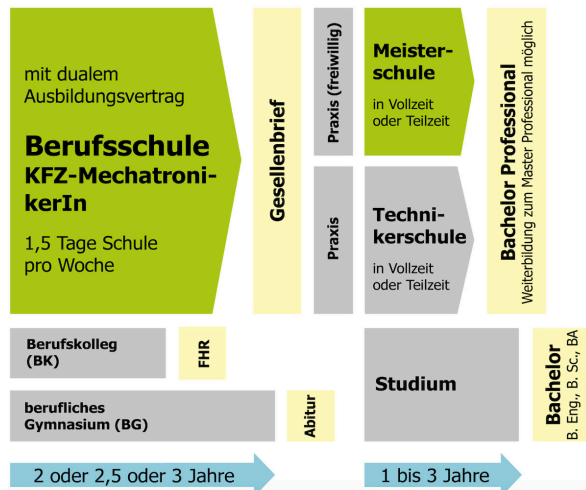 mit dualem
Ausbildungsvertrag
Berufsschule
KFZ-Mechatroni-
kerIn
1,5 Tage Schule
pro Woche
Gesellenbrief
Praxis (freiwillig)
Praxis
Meister-
schule
in Vollzeit
oder Teilzeit
Techni-
kerschule
in Vollzeit
oder Teilzeit
Bachelor Professional
Weiterbildung zum Master Professional möglich
Berufskolleg
(BK)
FHR
berufliches
Gymnasium (BG)
Abitur
Studium
Bachelor
B. Eng., B. Sc., BA
2 oder 2,5 oder 3 Jahre
1 bis 3 Jahre